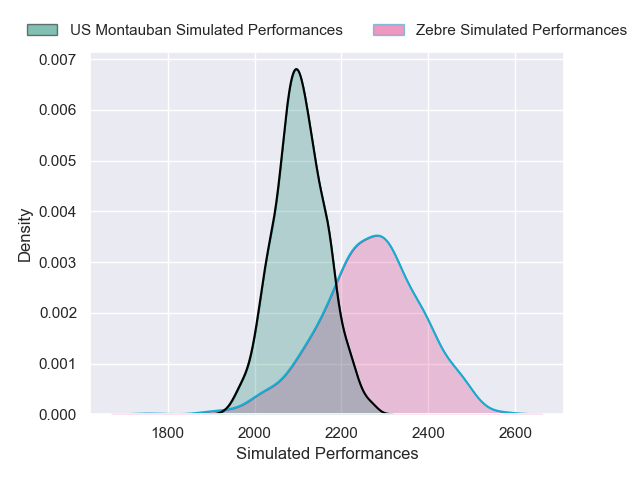 US Montauban Simulated Performances Zebre Simulated Performances
0.007
0.006
0.005
0.004
0.003
0.002
0.001
0.000
Density
1800 2000 2200 2400 2600
Simulated Performances